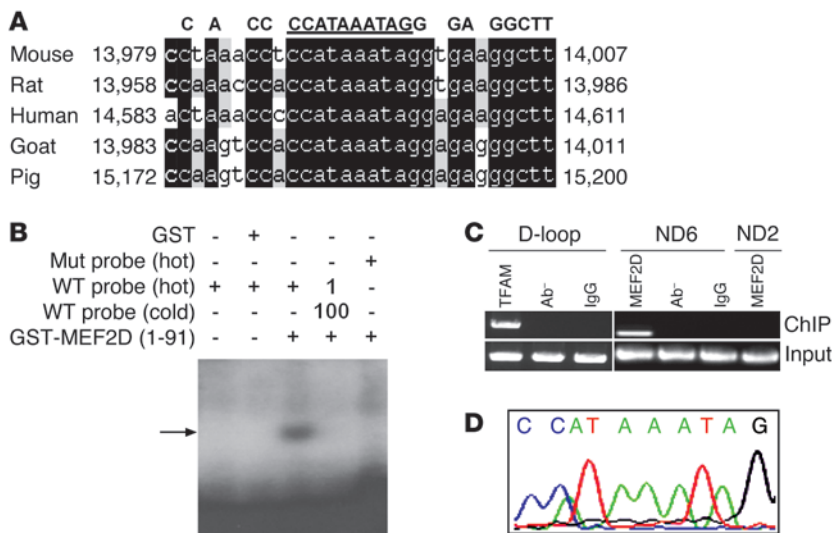 A
C A CC CCATAAATAGG GA GGCTT
Mouse 13,979 cctaaacctccataaataggtgaaggctt 14,007
Rat 13,958 ccaaacccaccataaataggtgaaggctt 13,986
Human 14,583 actaaacccccataaataggagaaggctt 14,611
Goat 13,983 ccaagtccaccataaataggagagggctt 14,011
Pig 15,172 ccaagtccaccataaataggagagggctt 15,200
B
GST - + - - -
Mut probe (hot) - - - - +
WT probe (hot) + + + 1 -
WT probe (cold) - - - 100 -
GST-MEF2D (1-91) - - + + +
C
D-loop ND6 ND2
TFAM Ab- IgG MEF2D Ab- IgG MEF2D
ChIP
Input
D
C C A T A A A T A G